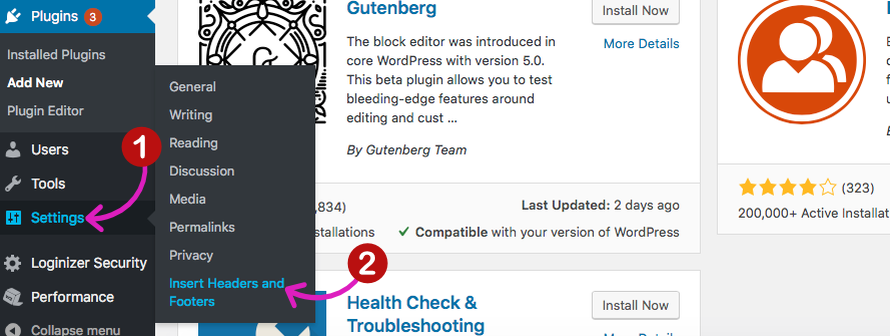 Plugins 3
Installed Plugins
Add New
Plugin Editor
Users
Tools
Settings
Loginizer Security
Performance
Collapse menu
1
General
Writing
Reading
Discussion
Media
Permalinks
Privacy
Insert Headers and
Footers
2
Gutenberg
Install Now
More Details
The block editor was introduced in
core WordPress with version 5.0.
This beta plugin allows you to test
bleeding-edge features around
editing and cust ...
By Gutenberg Team
,834)
Last Updated: 2 days ago
stallations
Compatible with your version of WordPress
Health Check &
Troubleshooting
Install Now
(323)
200,000+ Active Installat